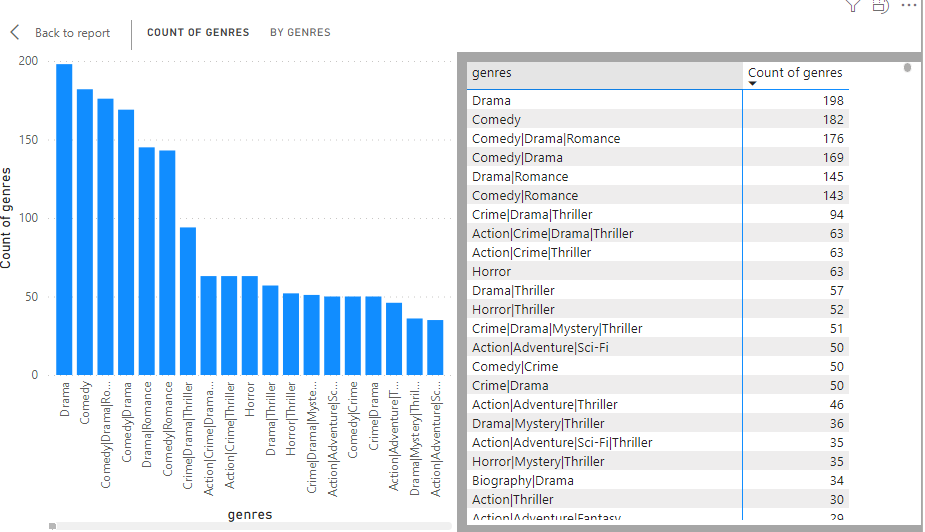 Back to report
COUNT OF GENRES
BY GENRES
200
150
100
50
0
Count of genres
Drama
Comedy
Comedy|Drama|Ro...
Comedy|Drama
Drama|Romance
Comedy|Romance
Crime|Drama|Thriller
Action|Crime|Drama...
Action|Crime|Thriller
Horror
Drama|Thriller
Horror|Thriller
Crime|Drama|Myste...
Action|Adventure|Sc...
Comedy|Crime
Crime|Drama
Action|Adventure|T...
Drama|Mystery|Thril...
Action|Adventure|Sc...
genres
genres Count of genres
Drama 198
Comedy 182
Comedy|Drama|Romance 176
Comedy|Drama 169
Drama|Romance 145
Comedy|Romance 143
Crime|Drama|Thriller 94
Action|Crime|Drama|Thriller 63
Action|Crime|Thriller 63
Horror 63
Drama|Thriller 57
Horror|Thriller 52
Crime|Drama|Mystery|Thriller 51
Action|Adventure|Sci-Fi 50
Comedy|Crime 50
Crime|Drama 50
Action|Adventure|Thriller 46
Drama|Mystery|Thriller 36
Action|Adventure|Sci-Fi|Thriller 35
Horror|Mystery|Thriller 35
Biography|Drama 34
Action|Thriller 30
Action|Adventure|Fantasy 29